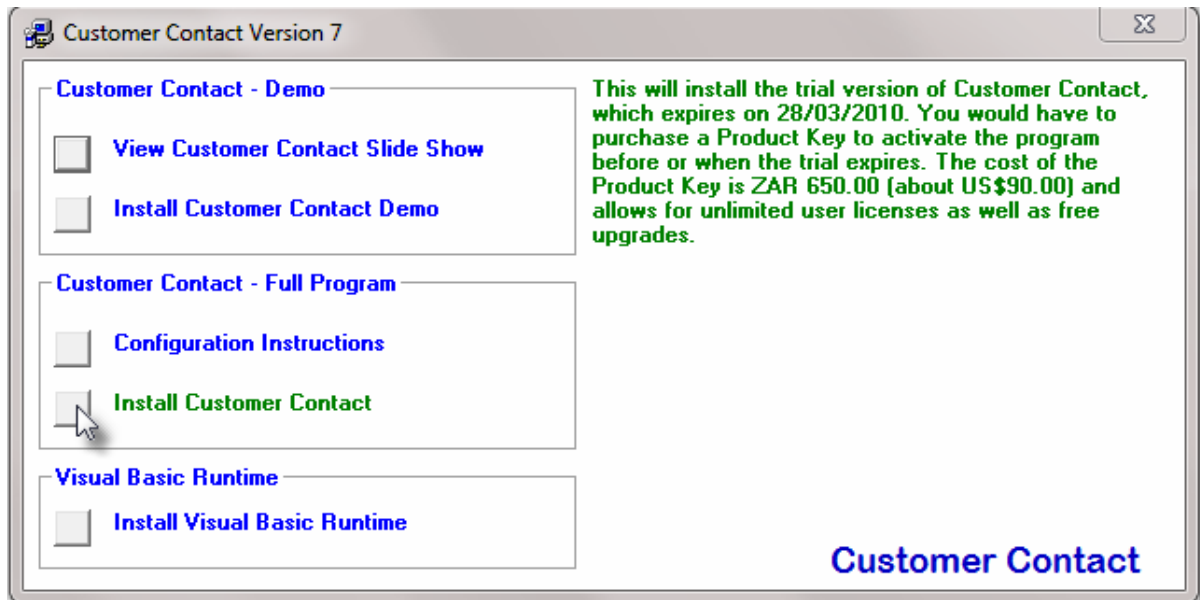 Customer Contact Version 7
Customer Contact - Demo
View Customer Contact Slide Show
Install Customer Contact Demo
Customer Contact - Full Program
Configuration Instructions
Install Customer Contact
Visual Basic Runtime
Install Visual Basic Runtime
This will install the trial version of Customer Contact,
which expires on 28/03/2010. You would have to
purchase a Product Key to activate the program
before or when the trial expires. The cost of the
Product Key is ZAR 650.00 (about US$90.00) and
allows for unlimited user licenses as well as free
upgrades.
Customer Contact